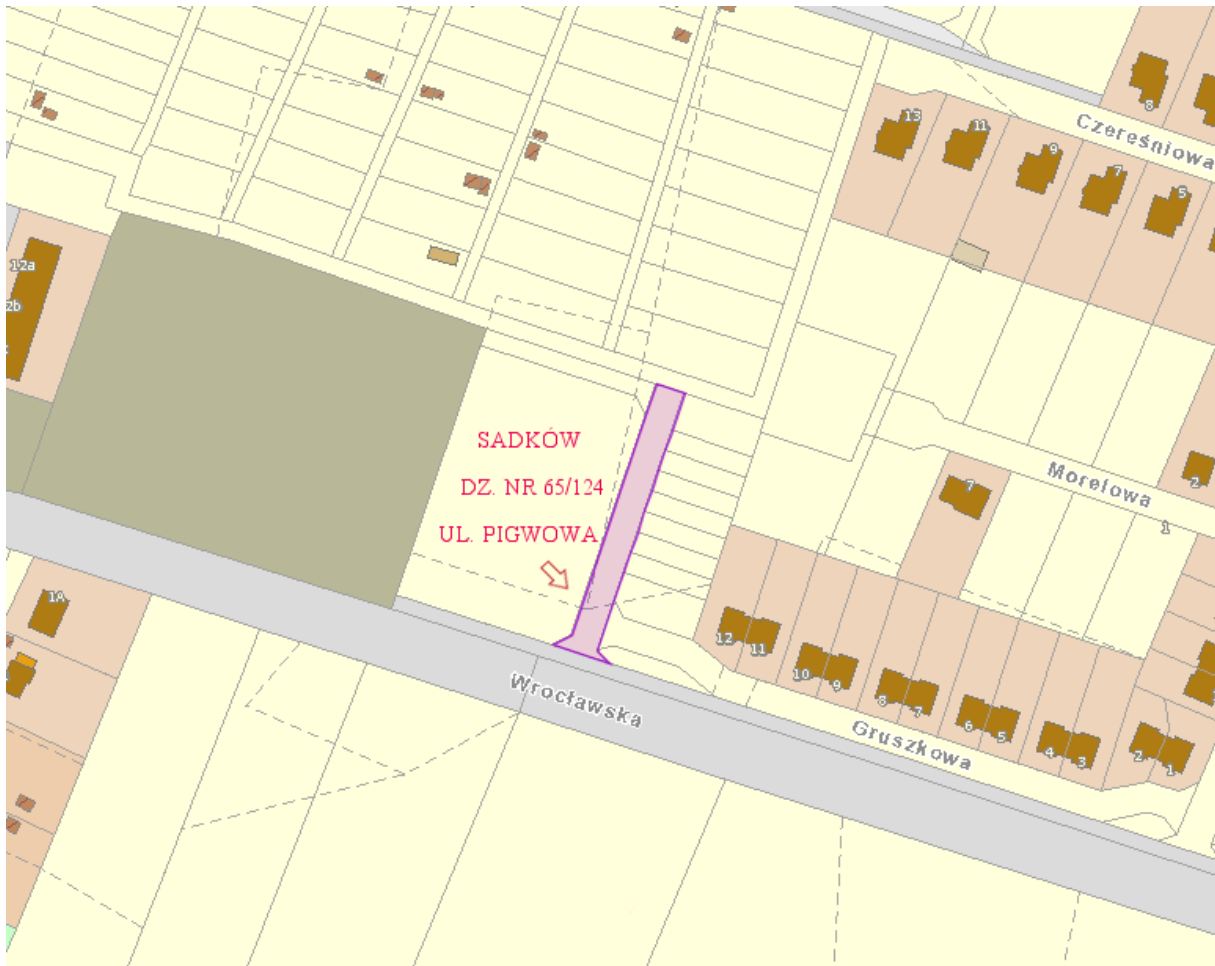 8
13
11
Czereśniowa
9
7
5
12a
2b
SADKÓW
DZ. NR 65/124
UL. PIGWOWA
Morelowa
2
7
1
1A
12
11
10
9
8
7
6
5
4
3
2
1
Wrocławska
Gruszkowa